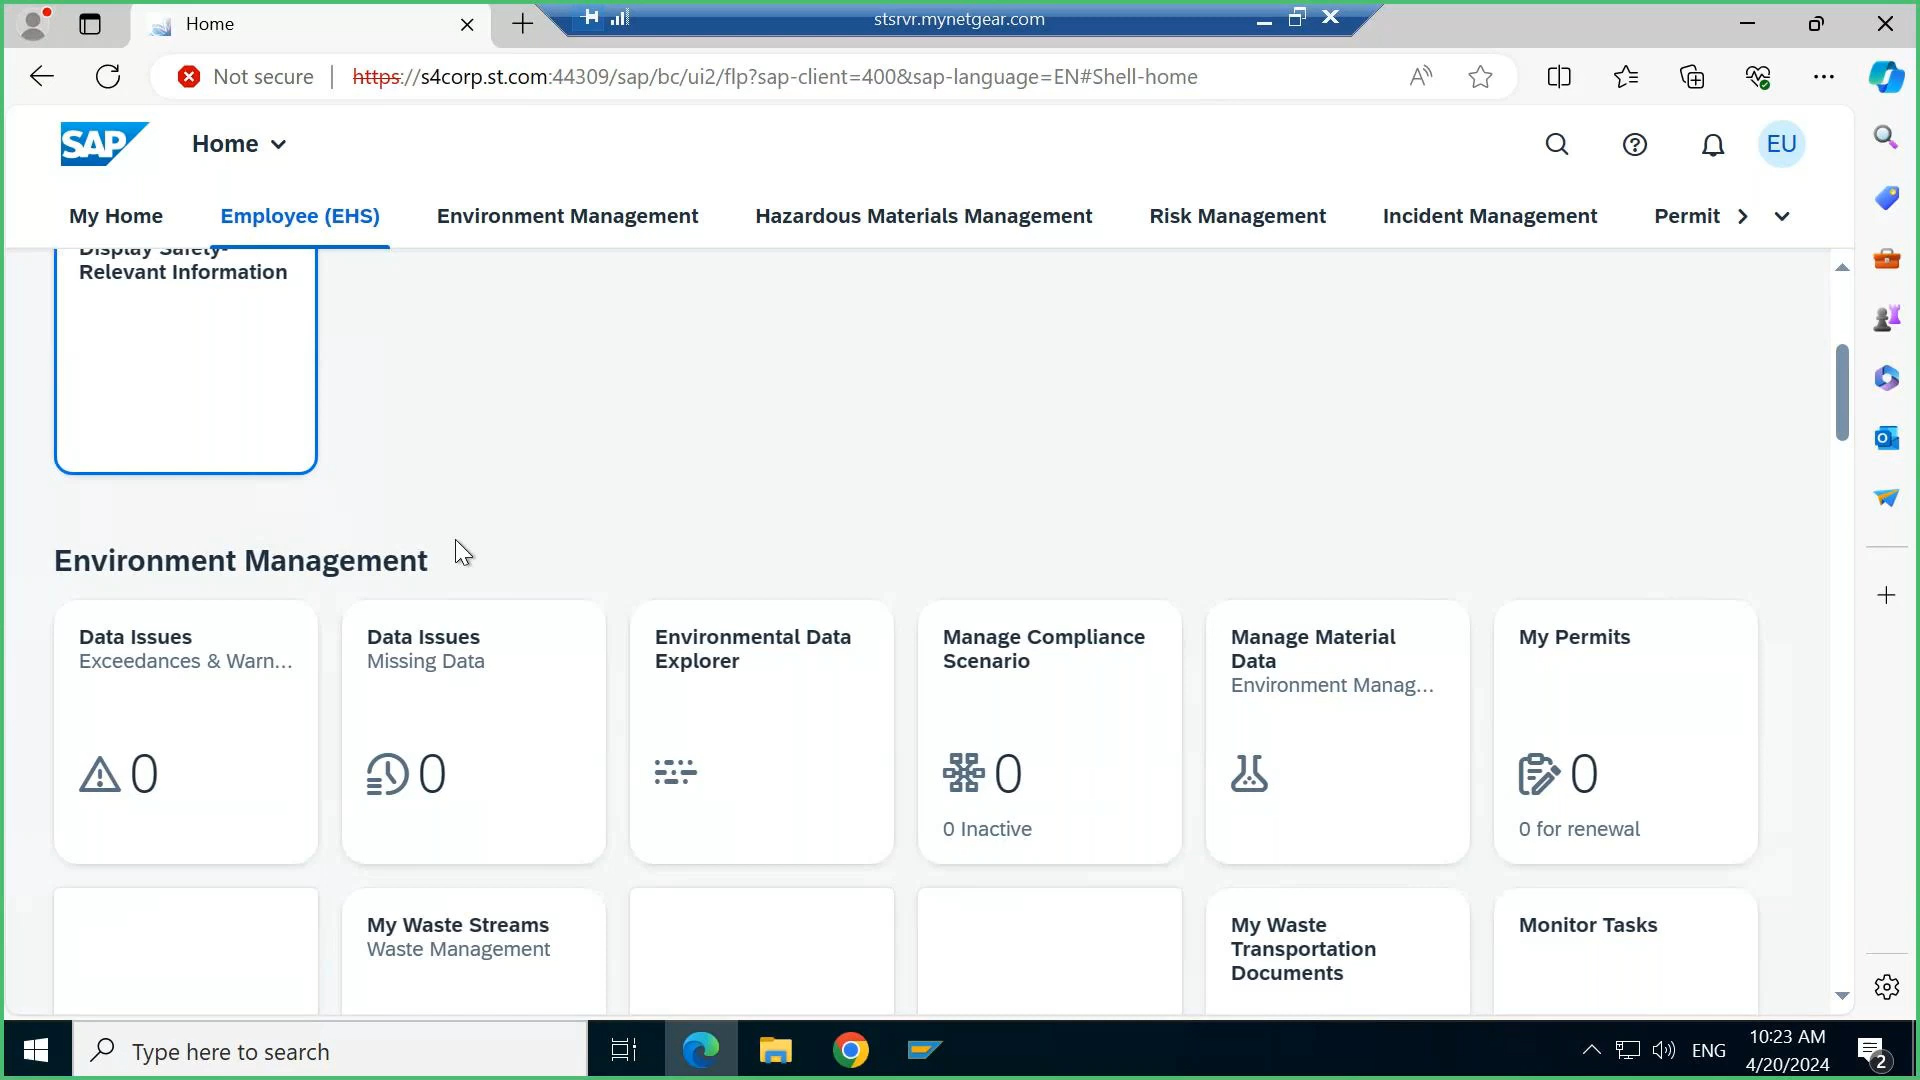 Home
stsrvr.mynetgear.com
Not secure
https://s4corp.st.com:44309/sap/bc/ui2/flp?sap-client=400&sap-language=EN#Shell-home
SAP
Home
EU
My Home
Employee (EHS)
Environment Management
Hazardous Materials Management
Risk Management
Incident Management
Permit
Display Safety-
Relevant Information
Environment Management
Data Issues
Exceedances & Warn...
0
Data Issues
Missing Data
0
Environmental Data
Explorer
Manage Compliance
Scenario
0
0 Inactive
Manage Material
Data
Environment Manag...
My Permits
0
0 for renewal
My Waste Streams
Waste Management
My Waste
Transportation
Documents
Monitor Tasks
Type here to search
ENG
10:23 AM
4/20/2024
2